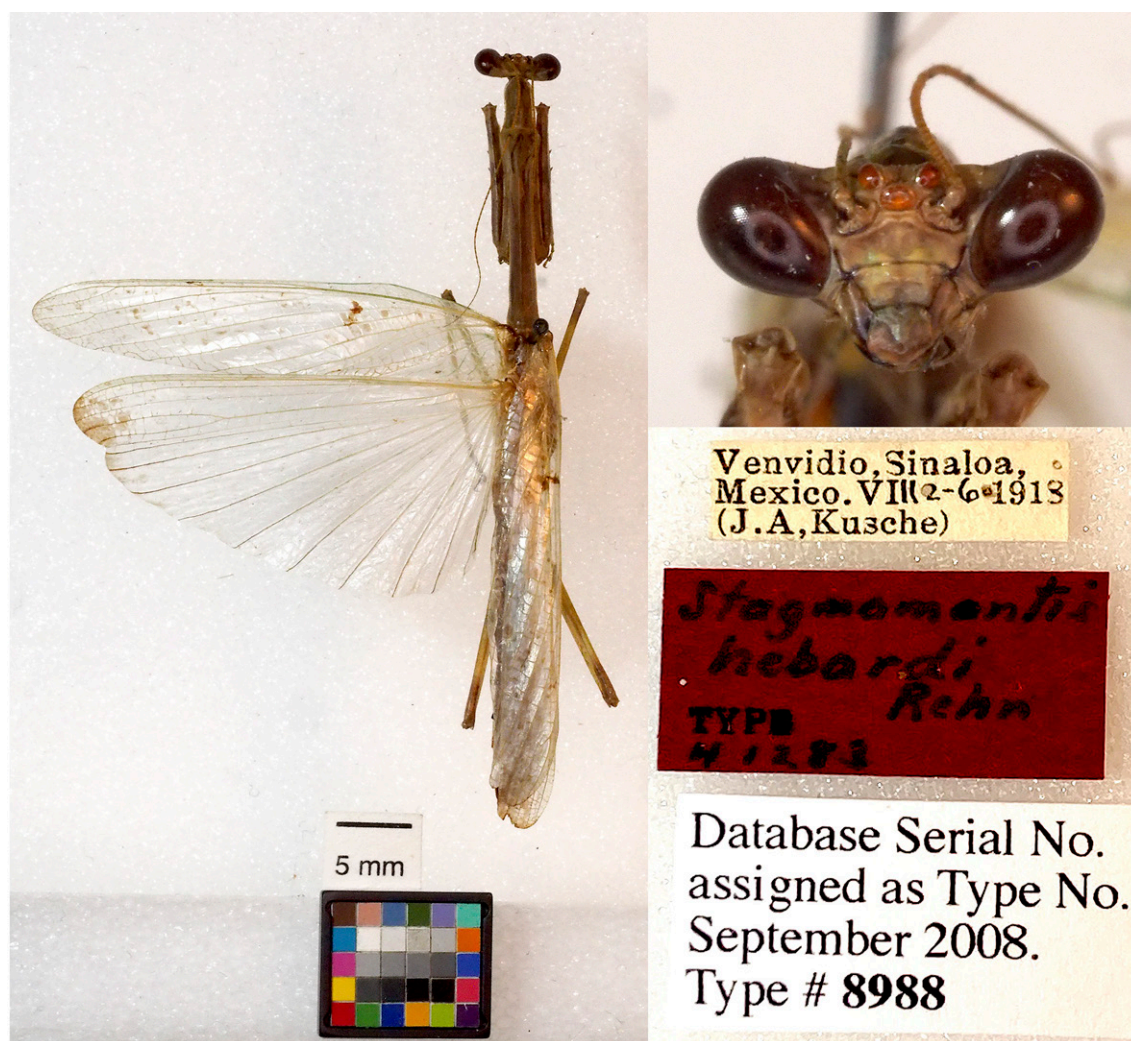 5 mm
Venvidio, Sinaloa,
Mexico. VIII 2-6-1918
(J.A, Kusche)
Stagmomantis
hebardi
Rehn
TYPE
41283
Database Serial No.
assigned as Type No.
September 2008.
Type # 8988